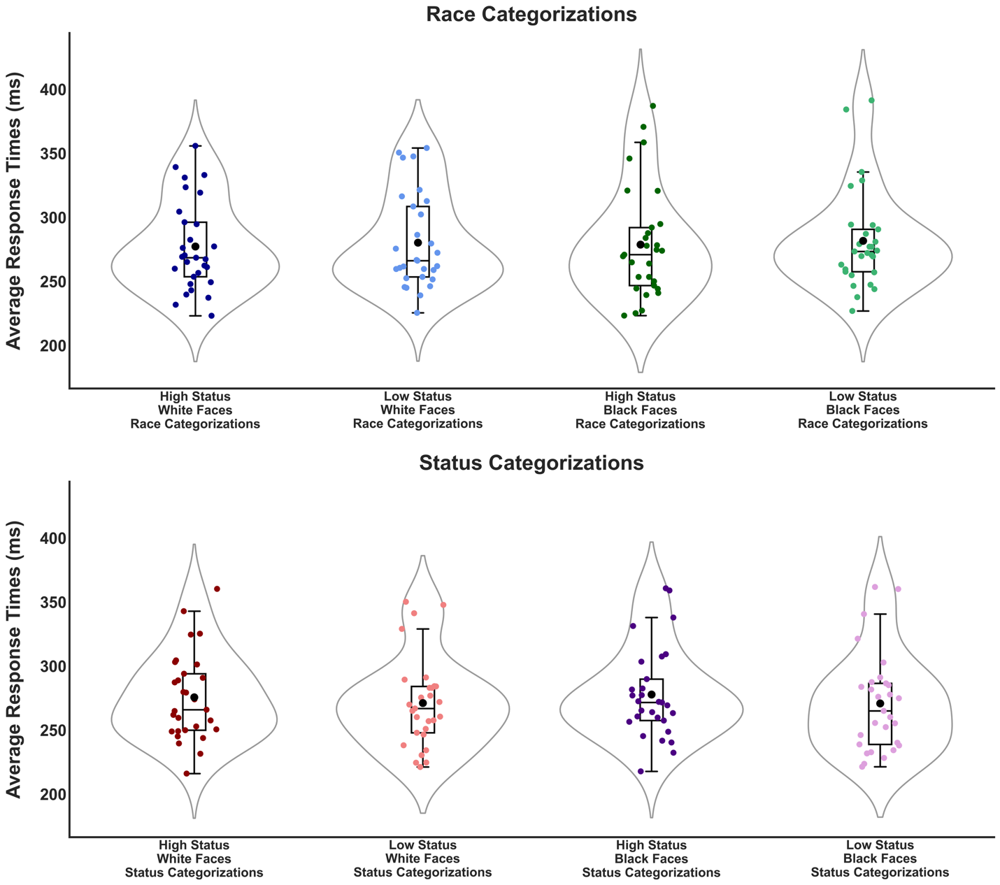 Race Categorizations
Average Response Times (ms)
400
350
300
250
200
High Status
White Faces
Race Categorizations
Low Status
White Faces
Race Categorizations
High Status
Black Faces
Race Categorizations
Low Status
Black Faces
Race Categorizations
Status Categorizations
Average Response Times (ms)
400
350
300
250
200
High Status
White Faces
Status Categorizations
Low Status
White Faces
Status Categorizations
High Status
Black Faces
Status Categorizations
Low Status
Black Faces
Status Categorizations